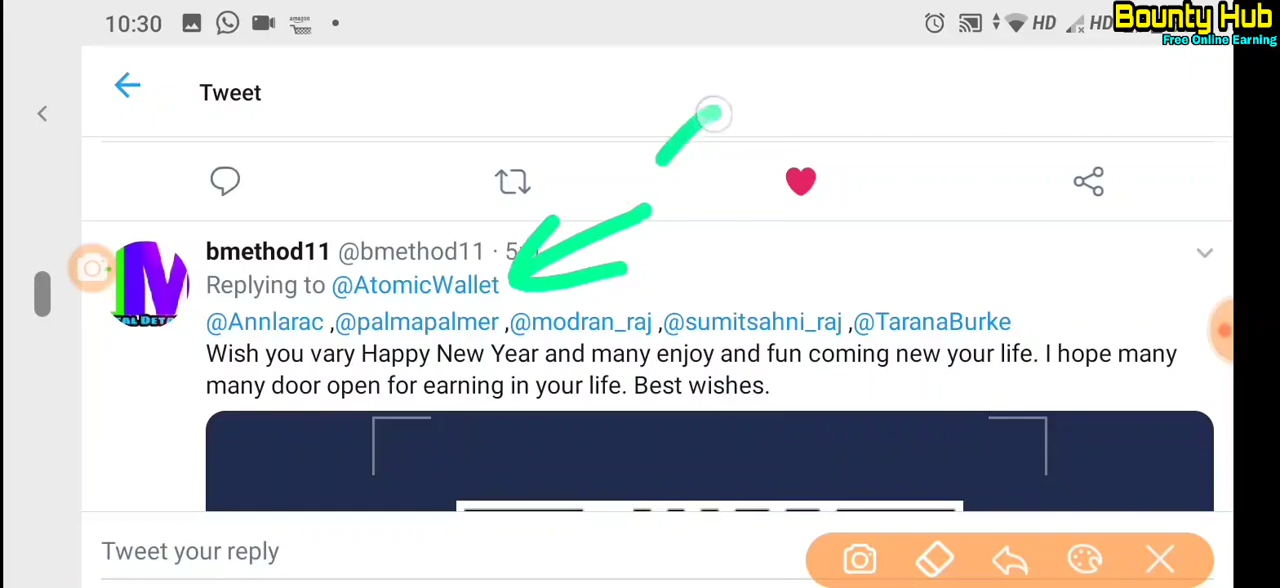 10:30
amazon
HD
HD
Bounty Hub
Free Online Earning
Tweet
bmethod11 @bmethod11 ·
Replying to @AtomicWallet
@Annlarac ,@palmapalmer ,@modran_raj ,@sumitsahni_raj ,@TaranaBurke
Wish you vary Happy New Year and many enjoy and fun coming new your life. I hope many
many door open for earning in your life. Best wishes.
Tweet your reply